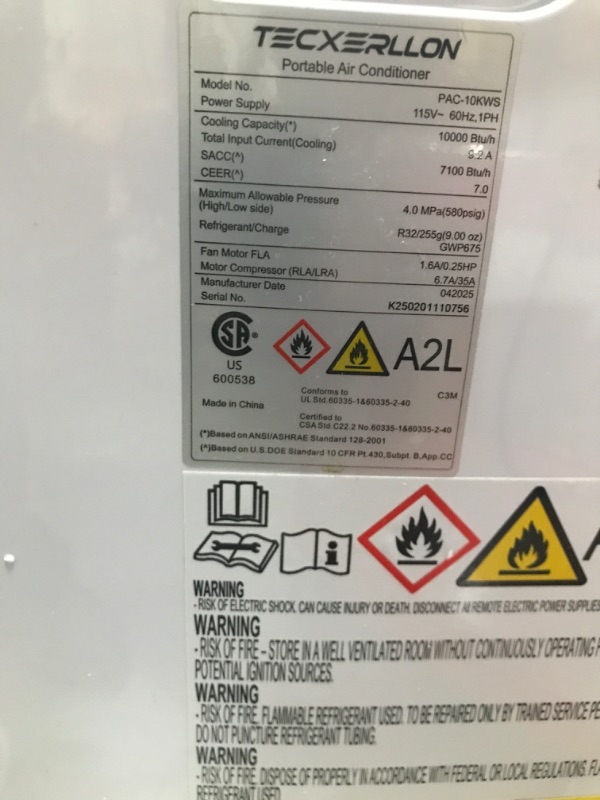 TECXERLLON
Portable Air Conditioner
Model No. PAC-10KWS
Power Supply 115V~ 60Hz,1PH
Cooling Capacity(*) 10000 Btu/h
Total Input Current(Cooling) 9.2 A
SACC(^) 7100 Btu/h
CEER(^) 7.0
Maximum Allowable Pressure
(High/Low side) 4.0 MPa(580psig)
Refrigerant/Charge R32/255g(9.00 oz)
GWP675
Fan Motor FLA 1.6A/0.25HP
Motor Compressor (RLA/LRA) 6.7A/35A
Manufacturer Date 042025
Serial No. K250201110756
SA
US
600538
A2L
Made in China
Conforms to C3M
UL Std.60335-1&60335-2-40
Certified to
CSA Std.C22.2 No.60335-1&60335-2-40
(*)Based on ANSI/ASHRAE Standard 128-2001
(^)Based on U.S.DOE Standard 10 CFR Pt.430,Subpt. B,App.CC
WARNING
- RISK OF ELECTRIC SHOCK. CAN CAUSE INJURY OR DEATH. DISCONNECT All REMOTE ELECTRIC POWER SUPPLIES
WARNING
- RISK OF FIRE - STORE IN A WELL VENTILATED ROOM WITHOUT CONTINUOUSLY OPERATING
POTENTIAL IGNITION SOURCES.
WARNING
- RISK OF FIRE. FLAMMABLE REFRIGERANT USED. TO BE REPAIRED ONLY BY TRAINED SERVICE
DO NOT PUNCTURE REFRIGERANT TUBING.
WARNING
- RISK OF FIRE. DISPOSE OF PROPERLY IN ACCORDANCE WITH FEDERAL OR LOCAL REGULATIONS.
REFRIGERANT USED